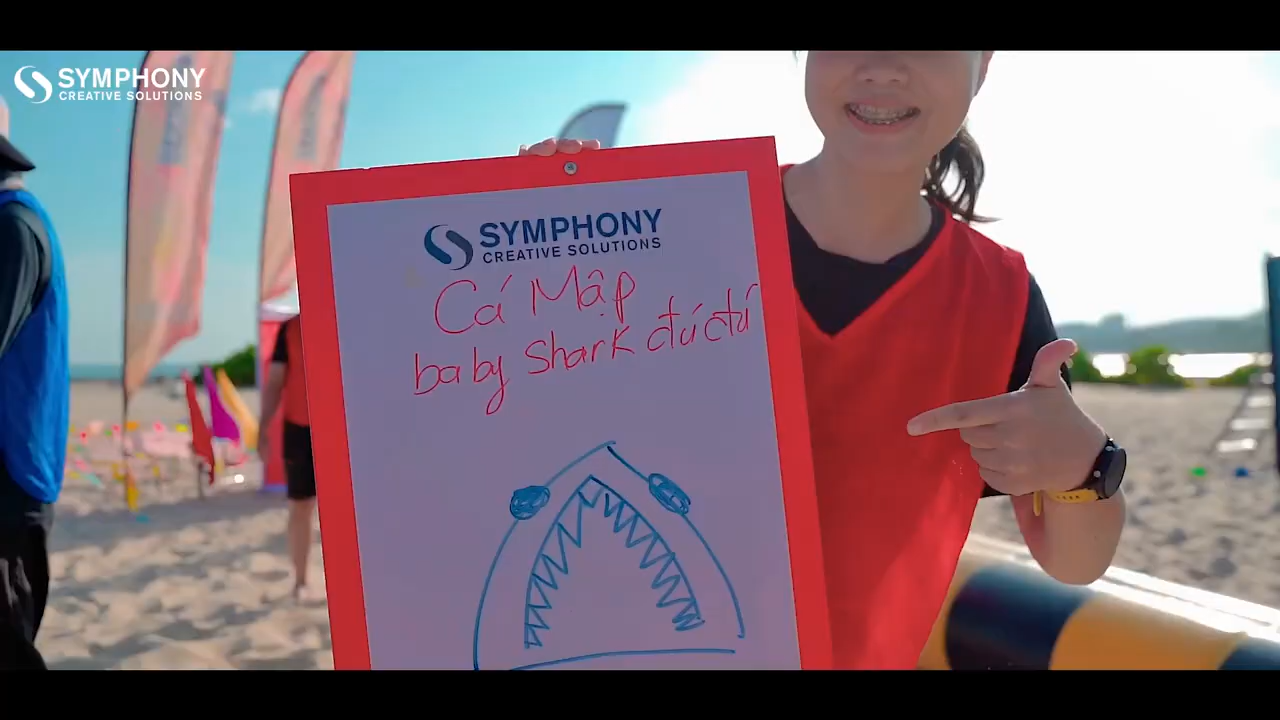 SYMPHONY
CREATIVE SOLUTIONS
SYMPHONY
CREATIVE SOLUTIONS
Cá Mập
baby Shark đú đú